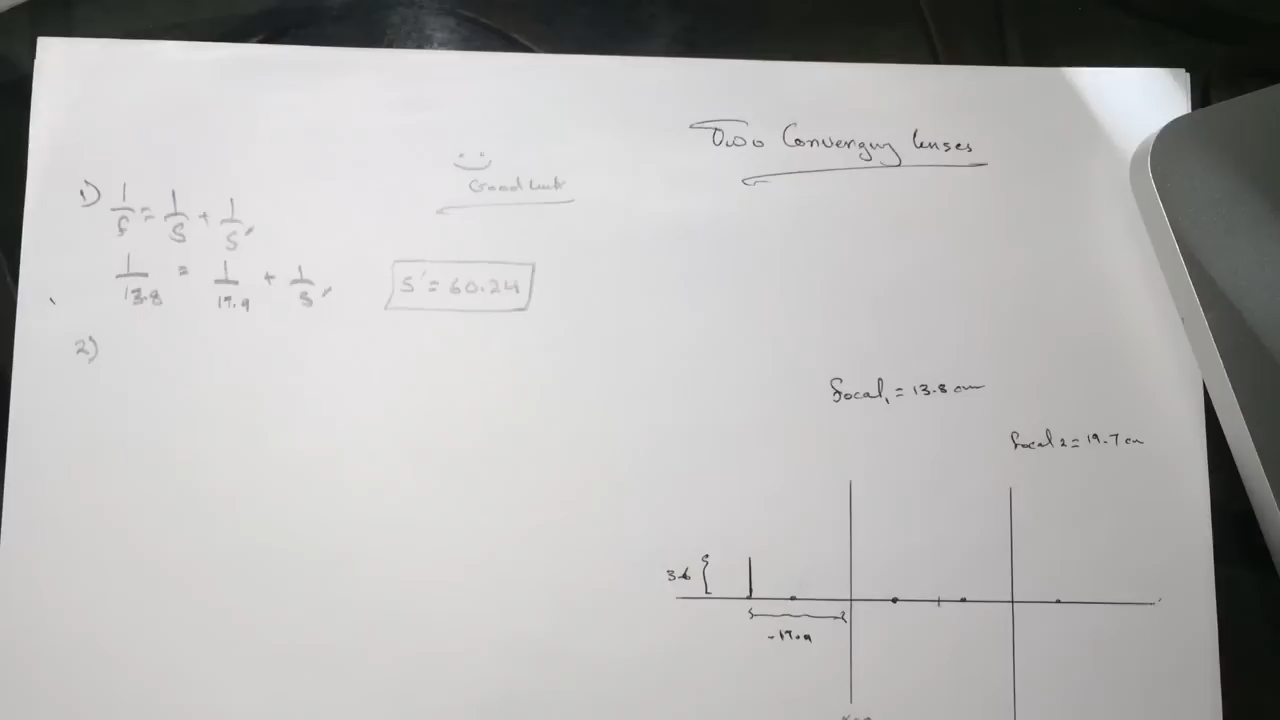 Two Converging lenses
Good Luck
1) 1/f = 1/S + 1/S'
1/13.8 = 1/17.9 + 1/S'
S' = 60.24
2)
focal1 = 13.8 cm
focal2 = 19.7 cm
3.6
-17.9